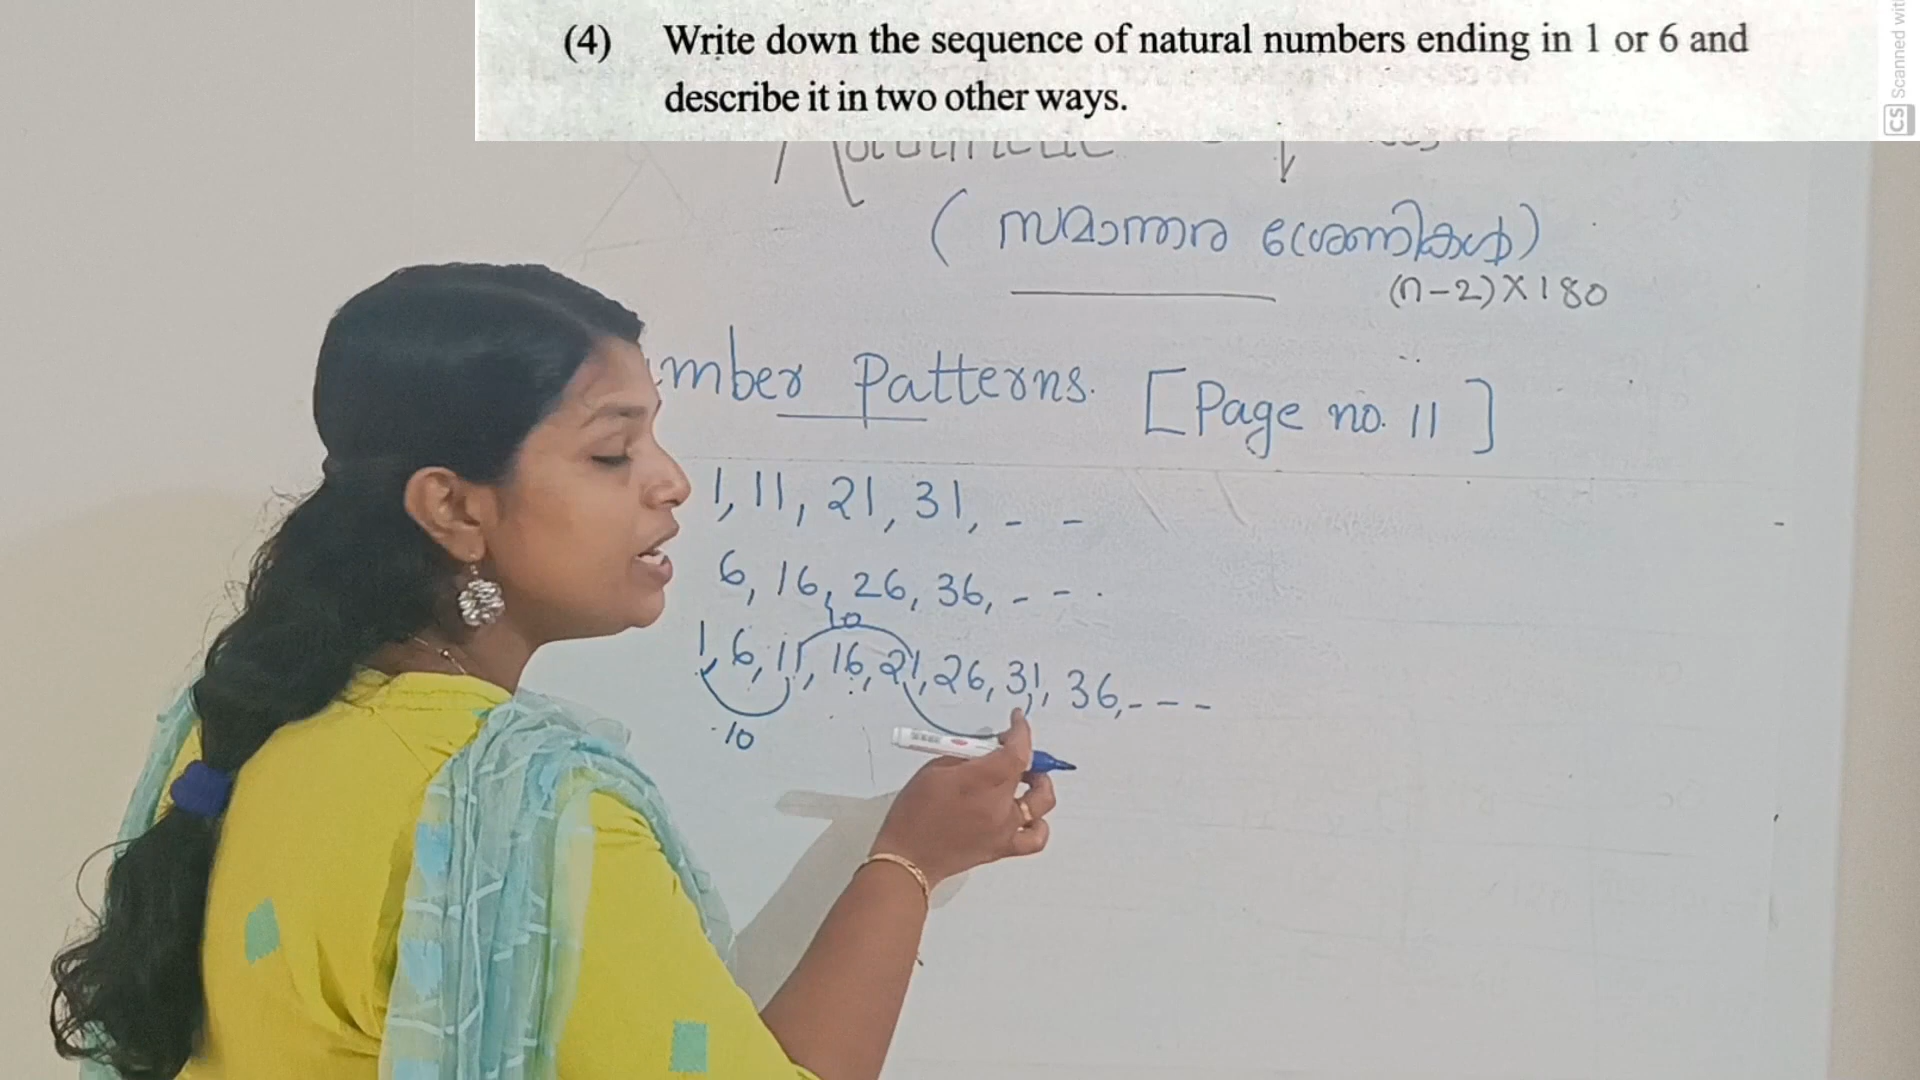 (4) Write down the sequence of natural numbers ending in 1 or 6 and
describe it in two other ways.
CS Scanned wit
(സമാന്തര ശ്രേണികൾ)
(n-2)X180
mber Patterns. [Page no. 11]
1, 11, 21, 31, - -
6, 16, 26, 36, - - .
10
1, 6, 11, 16, 21, 26, 31, 36, - - -
10